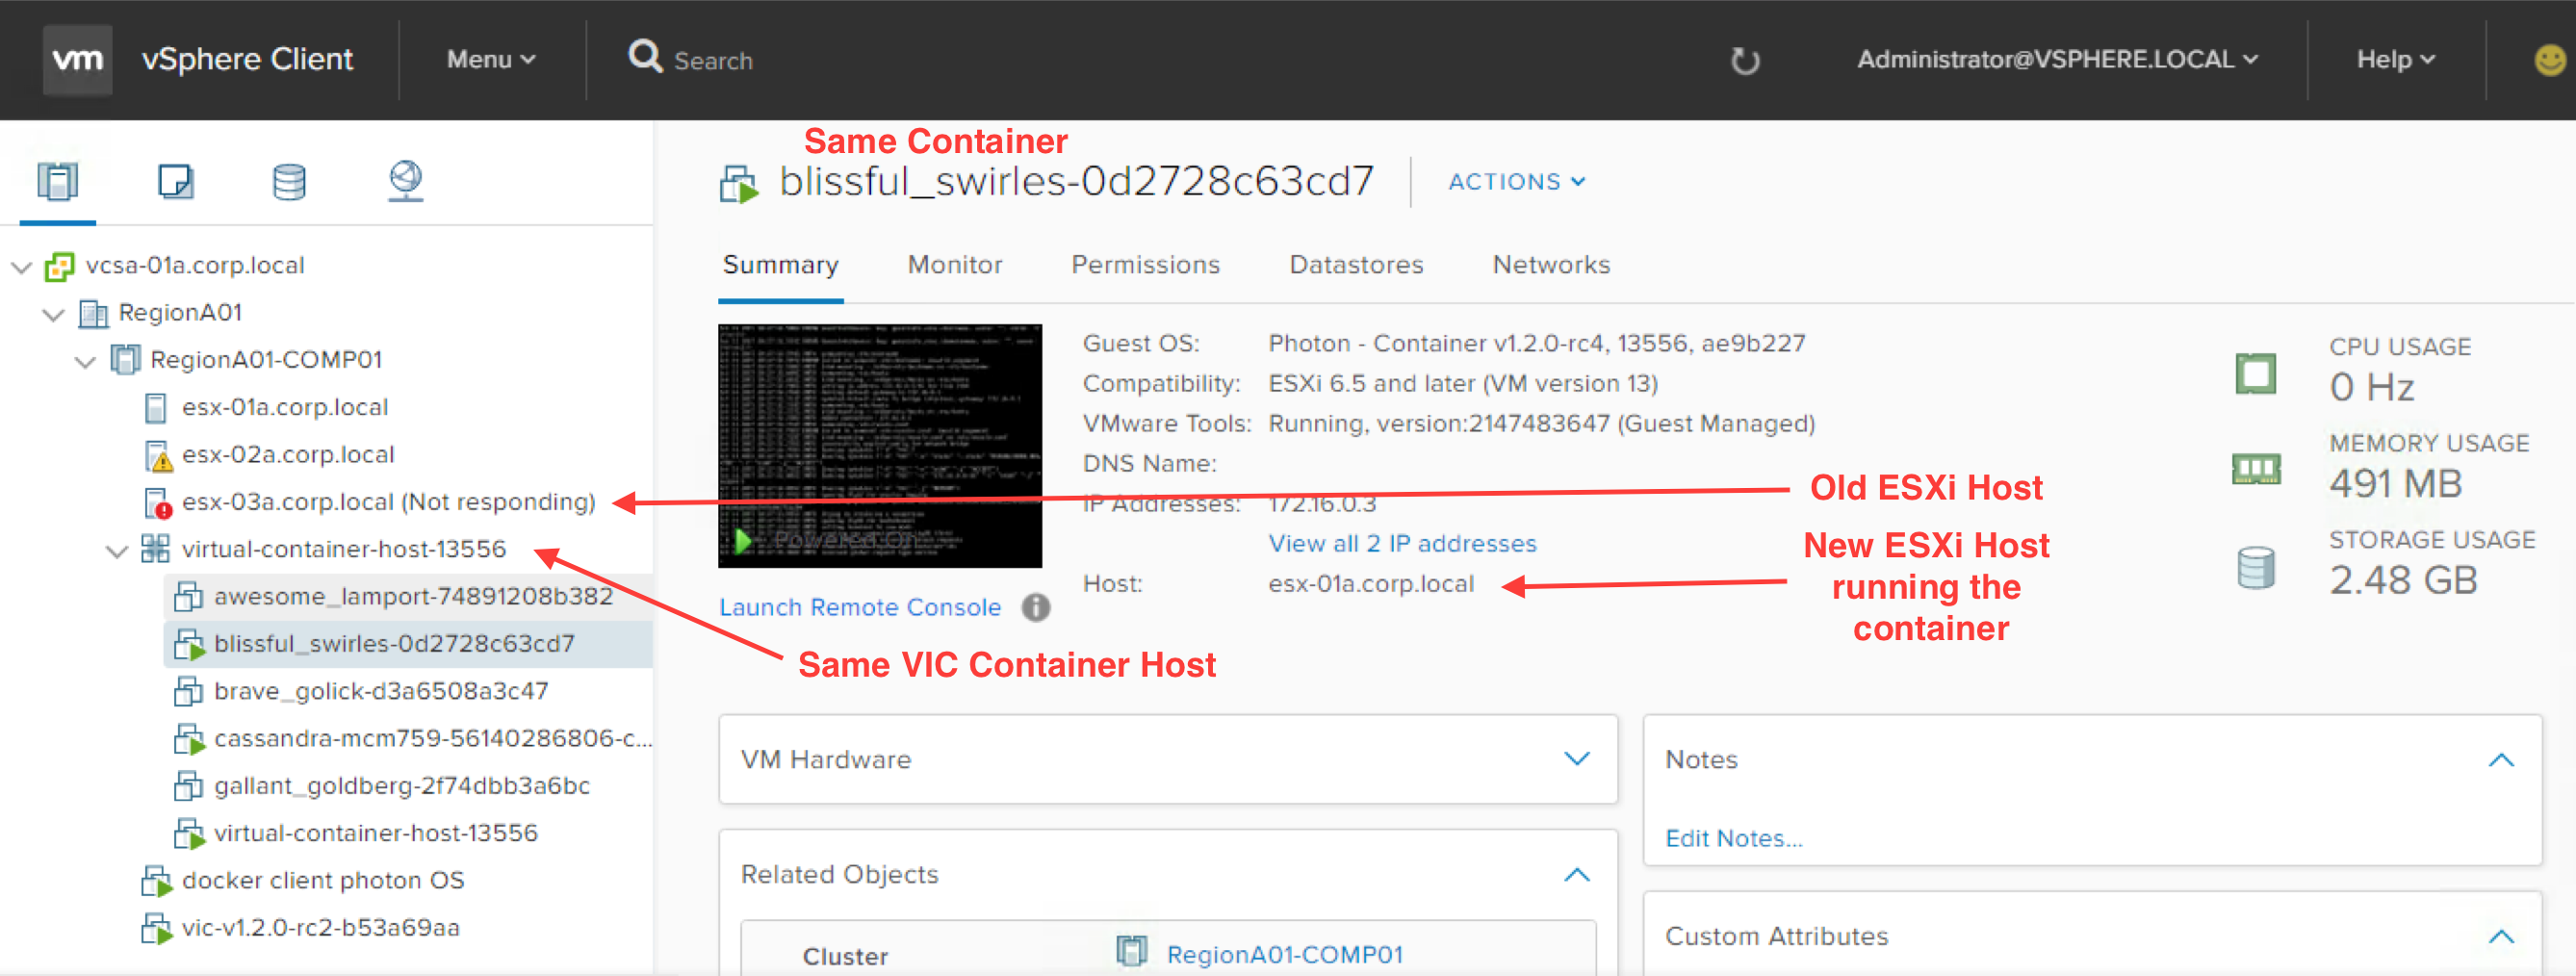 vm vSphere Client Menu Search Administrator@VSPHERE.LOCAL Help
Same Container
blissful_swirles-0d2728c63cd7 ACTIONS
Summary Monitor Permissions Datastores Networks
vcsa-01a.corp.local
RegionA01
RegionA01-COMP01
esx-01a.corp.local
esx-02a.corp.local
esx-03a.corp.local (Not responding)
virtual-container-host-13556
awesome_lamport-74891208b382
blissful_swirles-0d2728c63cd7
brave_golick-d3a6508a3c47
cassandra-mcm759-56140286806-c...
gallant_goldberg-2f74dbb3a6bc
virtual-container-host-13556
docker client photon OS
vic-v1.2.0-rc2-b53a69aa
Powered On
Launch Remote Console
Guest OS: Photon - Container v1.2.0-rc4, 13556, ae9b227
Compatibility: ESXi 6.5 and later (VM version 13)
VMware Tools: Running, version:2147483647 (Guest Managed)
DNS Name:
IP Addresses: 172.16.0.3
View all 2 IP addresses
Host: esx-01a.corp.local
Old ESXi Host
New ESXi Host
running the
container
Same VIC Container Host
CPU USAGE
0 Hz
MEMORY USAGE
491 MB
STORAGE USAGE
2.48 GB
VM Hardware
Related Objects
Cluster RegionA01-COMP01
Notes
Edit Notes...
Custom Attributes